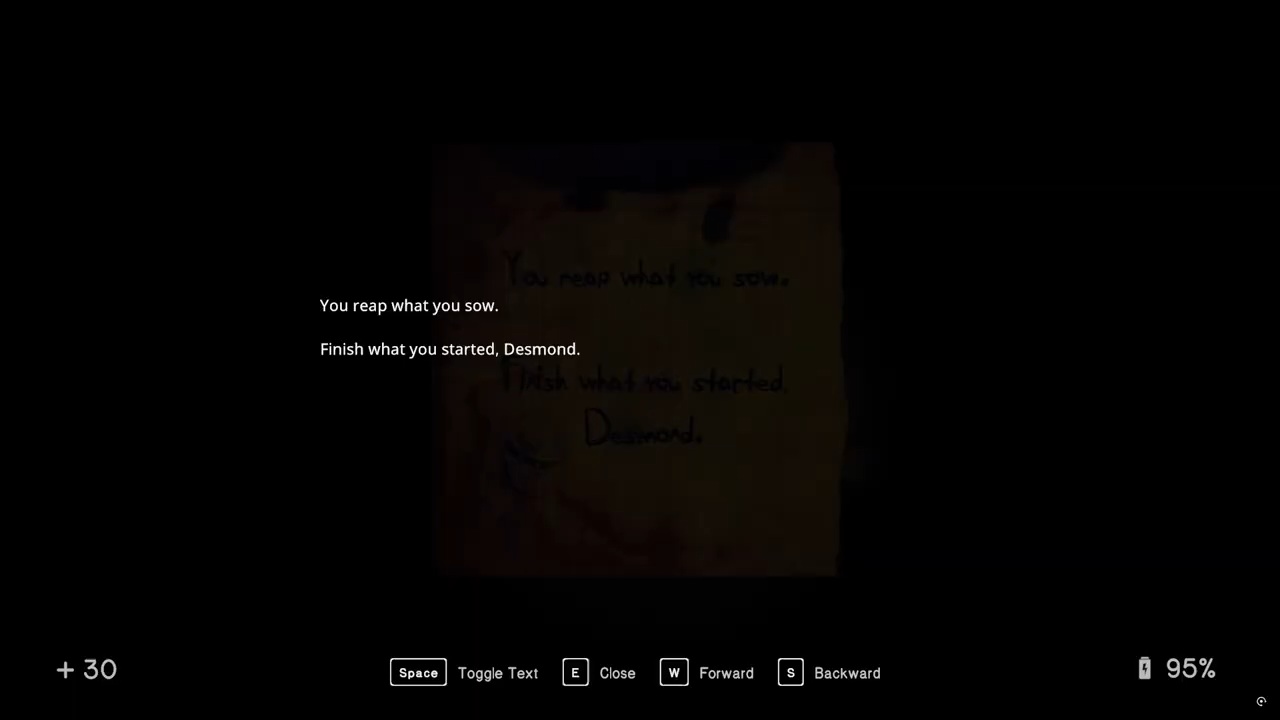 You reap what you sow.
You reap what you sow.
Finish what you started, Desmond.
Finish what you started,
Desmond.
+ 30
Space Toggle Text E Close W Forward S Backward
95%